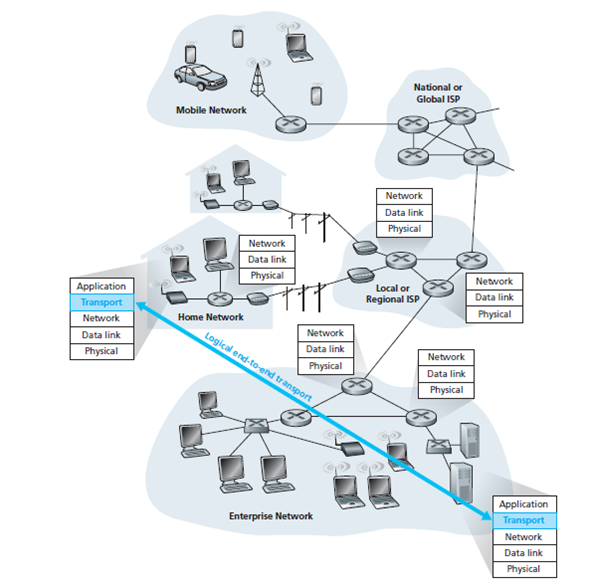 National or
Global ISP
Mobile Network
Network
Data link
Physical
Network
Data link
Physical
Application
Transport
Network
Data link
Physical
Home Network
Local or
Regional ISP
Network
Data link
Physical
Logical end-to-end transport
Network
Data link
Physical
Network
Data link
Physical
Enterprise Network
Application
Transport
Network
Data link
Physical